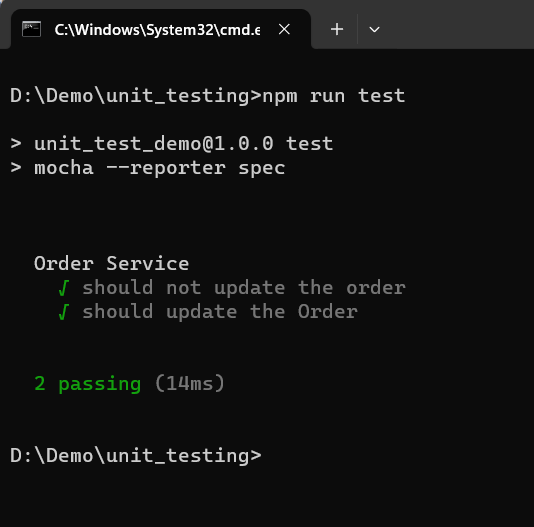 C:\Windows\System32\cmd.e
D:\Demo\unit_testing>npm run test
> unit_test_demo@1.0.0 test
> mocha --reporter spec
Order Service
√ should not update the order
√ should update the Order
2 passing (14ms)
D:\Demo\unit_testing>